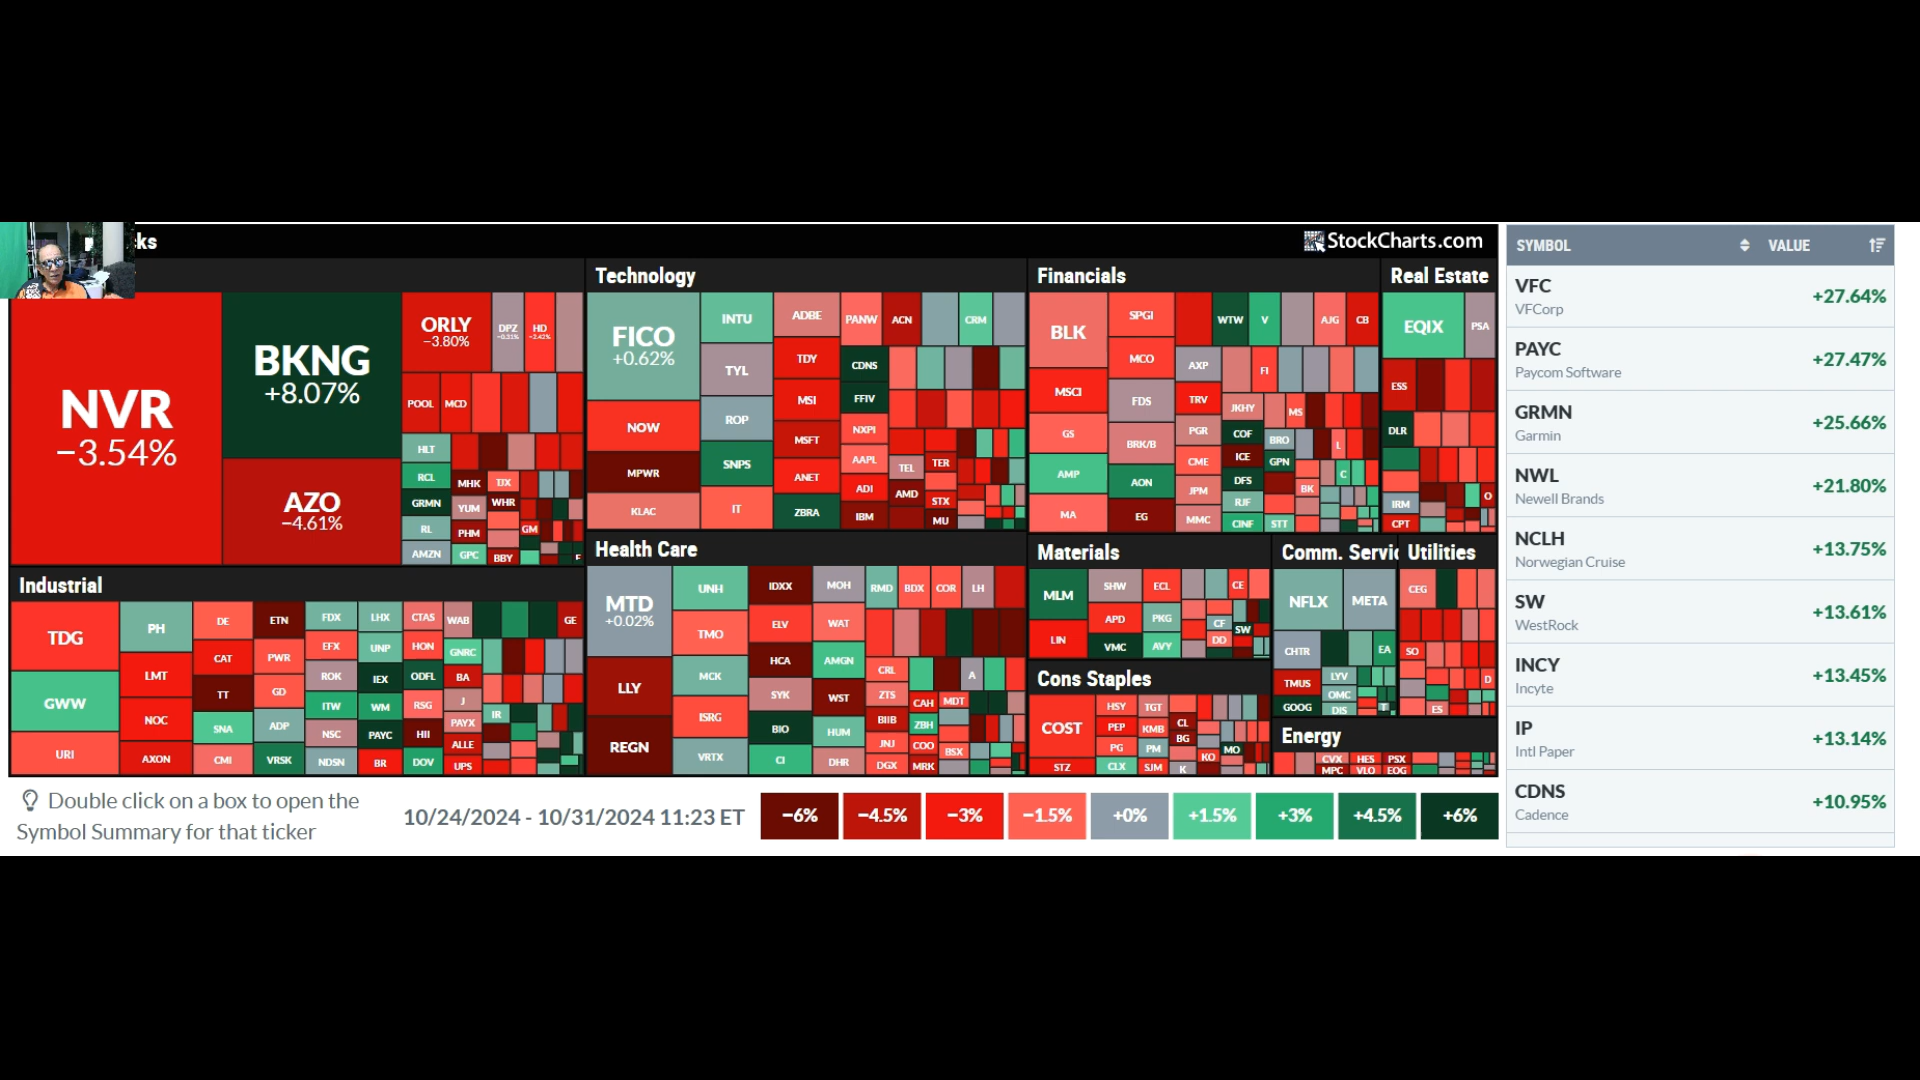 ks
StockCharts.com
NVR
−3.54%
BKNG
+8.07%
AZO
−4.61%
ORLY
−3.80%
DPZ
HD
POOL
MCD
HLT
RCL
GRMN
RL
AMZN
MHK
TJX
YUM
WHR
PHM
GM
GPC
BBY
F
Technology
FICO
+0.62%
NOW
MPWR
KLAC
INTU
TYL
ROP
SNPS
IT
ADBE
TDY
MSI
MSFT
ANET
ZBRA
PANW
ACN
CRM
CDNS
FFIV
NXPI
AAPL
ADI
IBM
TEL
TER
AMD
STX
MU
Financials
BLK
MSCI
GS
AMP
MA
SPGI
MCO
FDS
BRK/B
AON
EG
WTW
V
AJG
CB
AXP
FI
TRV
PGR
CME
JPM
MMC
JKHY
MS
COF
BRO
L
ICE
GPN
DFS
C
RJF
BK
CINF
STT
Real Estate
EQIX
PSA
ESS
DLR
IRM
O
CPT
Industrial
TDG
GWW
URI
PH
LMT
NOC
AXON
DE
CAT
TT
SNA
CMI
ETN
PWR
GD
ADP
VRSK
FDX
EFX
ROK
ITW
NSC
NDSN
LHX
UNP
IEX
WM
PAYC
BR
CTAS
HON
ODFL
RSG
HII
DOV
WAB
GE
GNRC
BA
J
PAYX
IR
ALLE
UPS
Health Care
MTD
+0.02%
LLY
REGN
UNH
TMO
MCK
ISRG
VRTX
IDXX
ELV
HCA
SYK
BIO
CI
MOH
WAT
AMGN
WST
HUM
DHR
RMD
BDX
COR
LH
CRL
A
ZTS
CAH
MDT
BIIB
ZBH
JNJ
COO
BSX
DGX
MRK
Materials
MLM
LIN
SHW
ECL
CE
APD
PKG
CF
SW
VMC
AVY
DD
Comm. Servic
NFLX
META
CHTR
EA
TMUS
LYV
OMC
GOOG
DIS
T
Utilities
CEG
SO
D
ES
Cons Staples
COST
STZ
HSY
TGT
PEP
KMB
CL
BG
PG
PM
KO
MO
CLX
SJM
K
Energy
CVX
HES
PSX
MPC
VLO
EOG
Double click on a box to open the
Symbol Summary for that ticker
10/24/2024 - 10/31/2024 11:23 ET
−6%
−4.5%
−3%
−1.5%
+0%
+1.5%
+3%
+4.5%
+6%
SYMBOL VALUE
VFC
VFCorp
+27.64%
PAYC
Paycom Software
+27.47%
GRMN
Garmin
+25.66%
NWL
Newell Brands
+21.80%
NCLH
Norwegian Cruise
+13.75%
SW
WestRock
+13.61%
INCY
Incyte
+13.45%
IP
Intl Paper
+13.14%
CDNS
Cadence
+10.95%